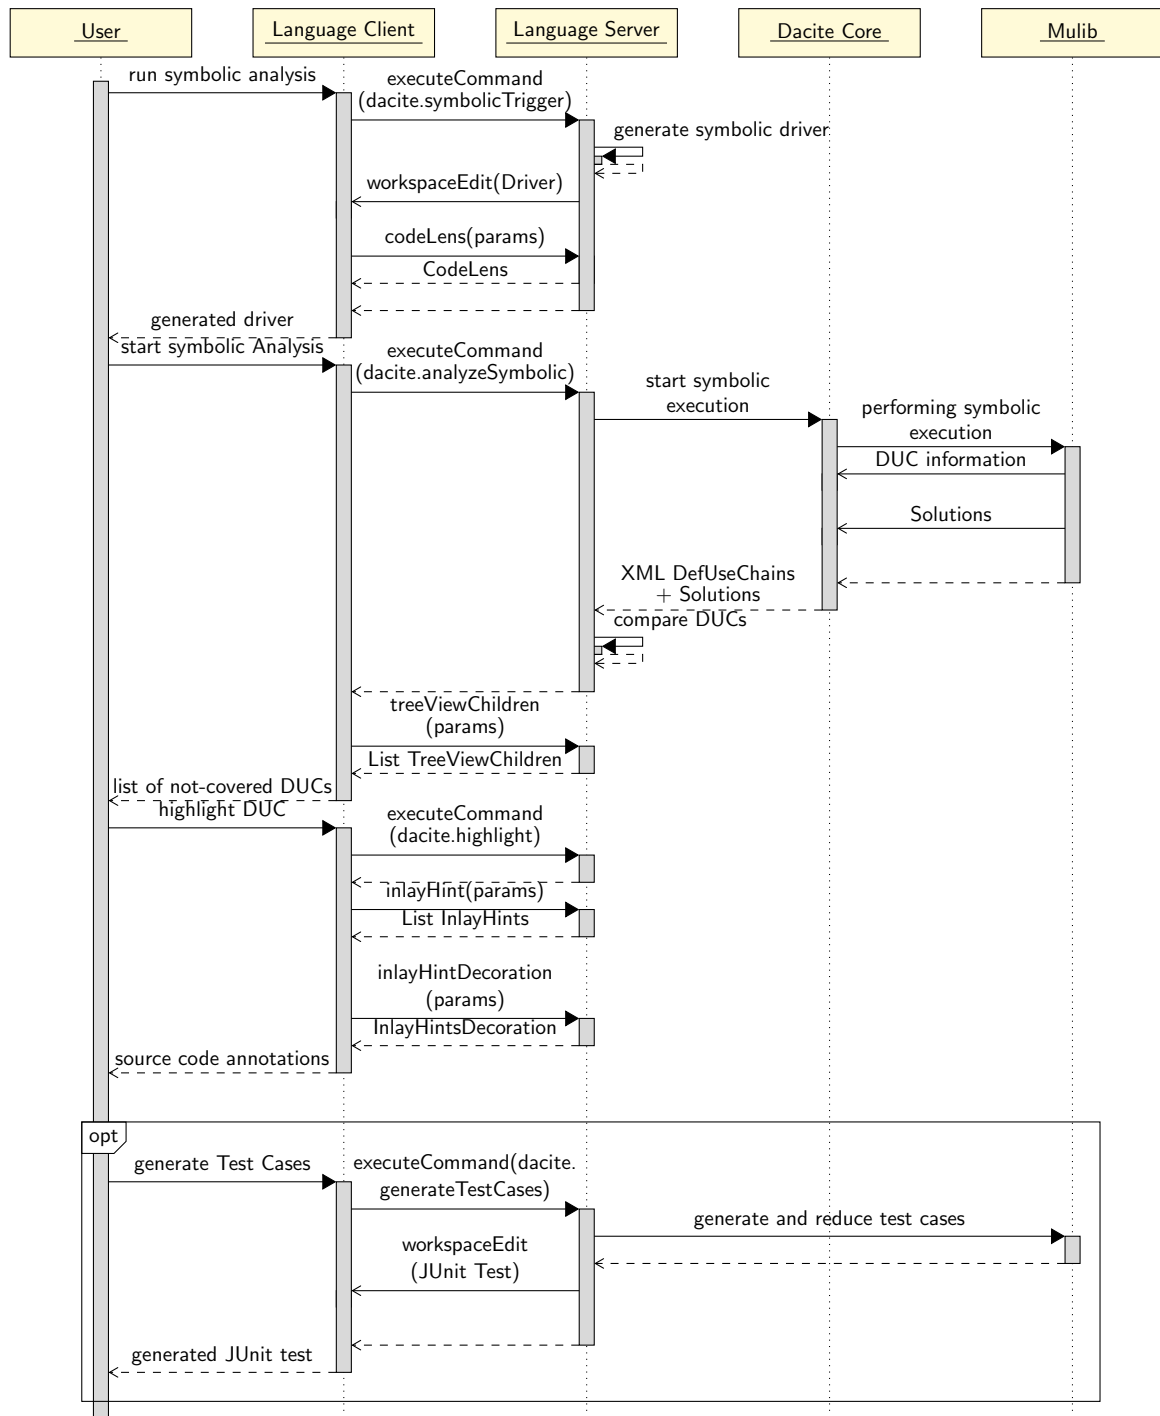 User
Language Client
Language Server
Dacite Core
Mulib
run symbolic analysis
executeCommand
(dacite.symbolicTrigger)
generate symbolic driver
workspaceEdit(Driver)
codeLens(params)
CodeLens
generated driver
start symbolic Analysis
executeCommand
(dacite.analyzeSymbolic)
start symbolic
execution
performing symbolic
execution
DUC information
Solutions
XML DefUseChains
+ Solutions
compare DUCs
treeViewChildren
(params)
List TreeViewChildren
list of not-covered DUCs
highlight DUC
executeCommand
(dacite.highlight)
inlayHint(params)
List InlayHints
inlayHintDecoration
(params)
InlayHintsDecoration
source code annotations
opt
generate Test Cases
executeCommand(dacite.
generateTestCases)
generate and reduce test cases
workspaceEdit
(JUnit Test)
generated JUnit test